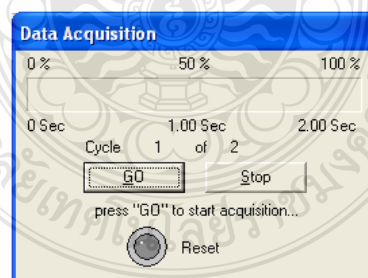 Data Acquisition
0 % 50 % 100 %
0 Sec 1.00 Sec 2.00 Sec
Cycle 1 of 2
GO Stop
press "GO" to start acquisition...
Reset